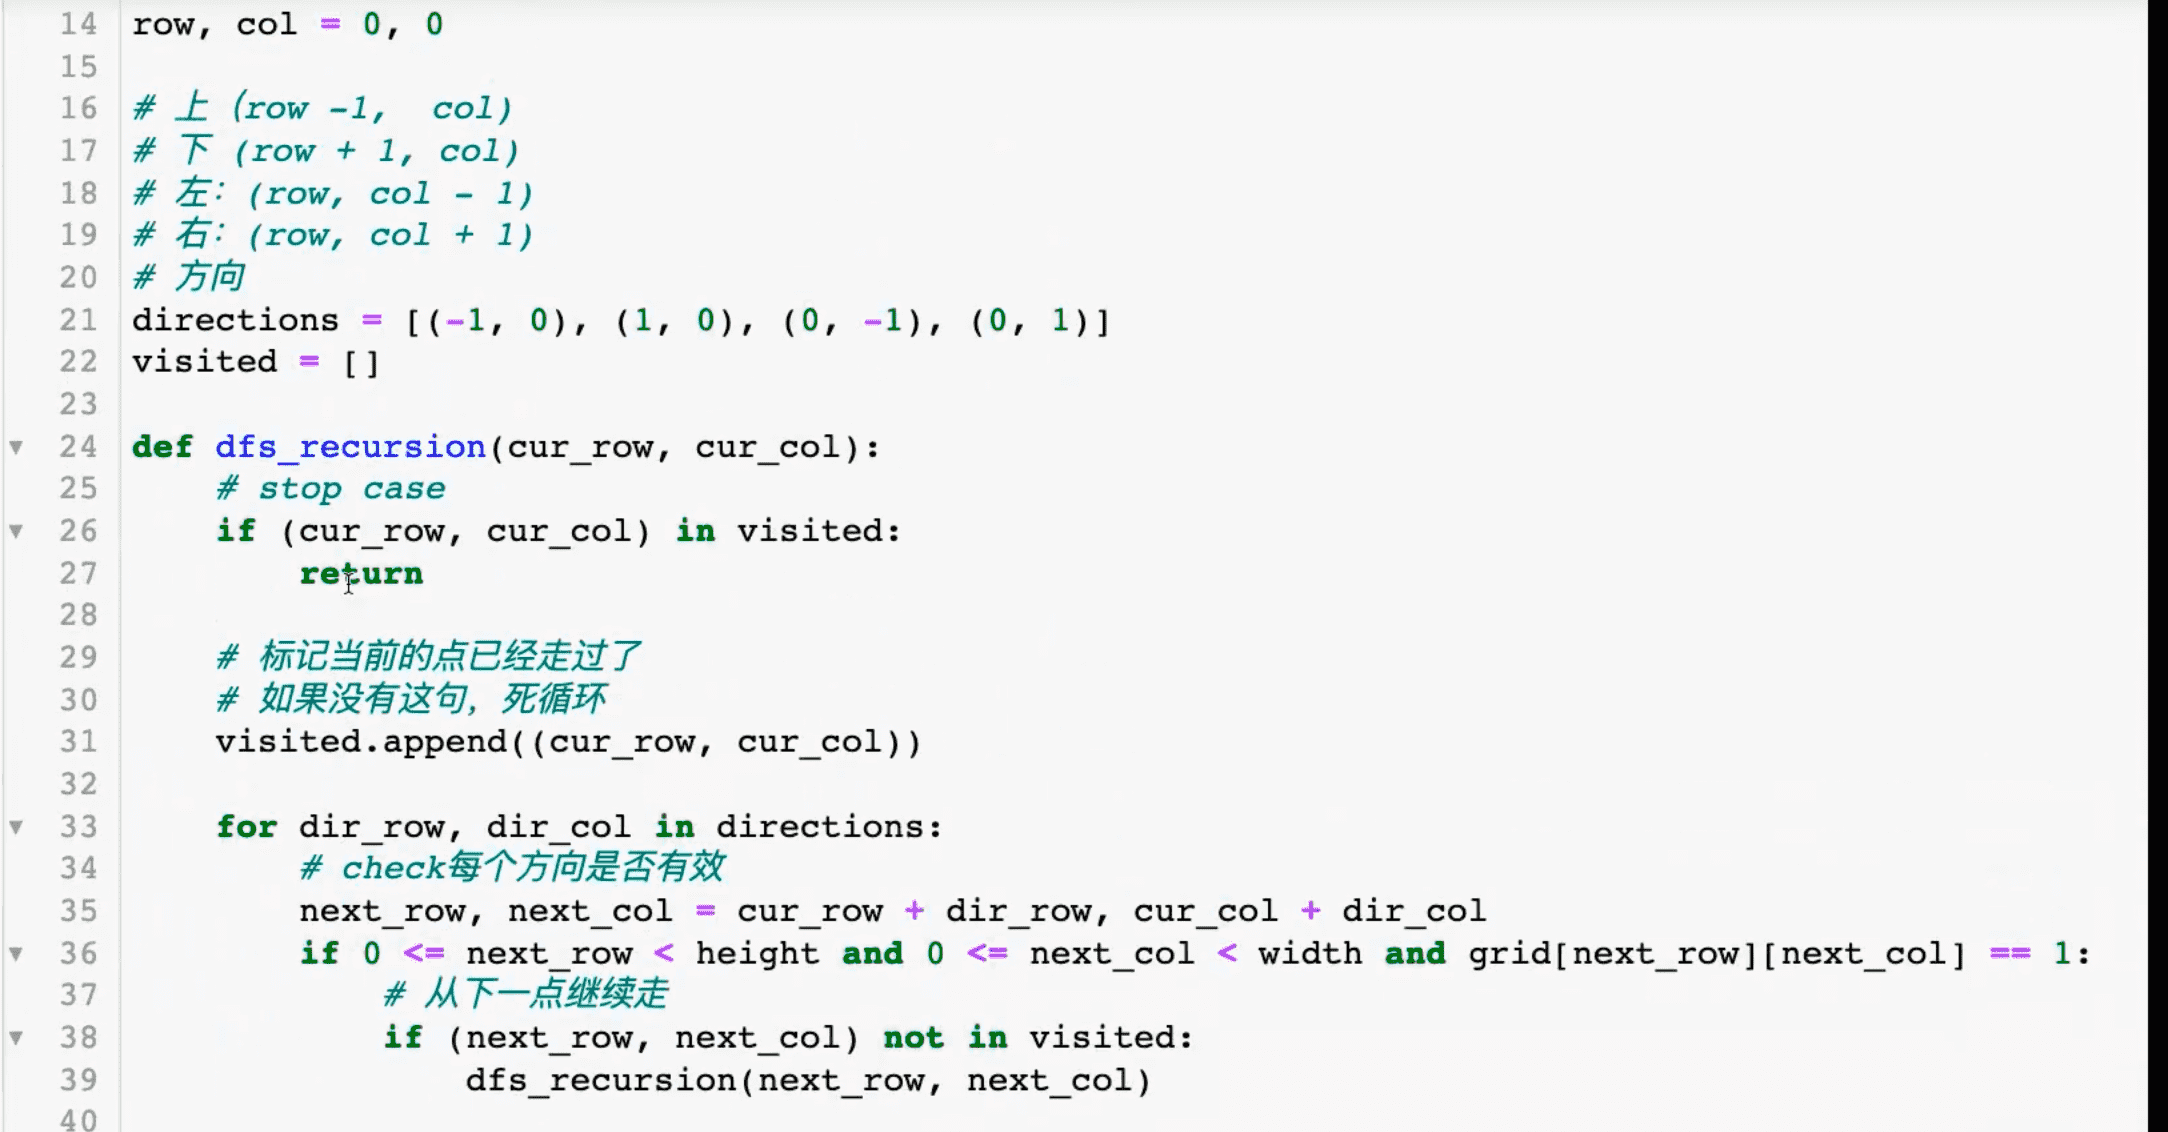 14 row, col = 0, 0
15
16 # 上（row -1,  col)
17 # 下 (row + 1, col)
18 # 左：(row, col - 1)
19 # 右：(row, col + 1)
20 # 方向
21 directions = [(-1, 0), (1, 0), (0, -1), (0, 1)]
22 visited = []
23
24 def dfs_recursion(cur_row, cur_col):
25     # stop case
26     if (cur_row, cur_col) in visited:
27         return
28
29     # 标记当前的点已经走过了
30     # 如果没有这句，死循环
31     visited.append((cur_row, cur_col))
32
33     for dir_row, dir_col in directions:
34         # check每个方向是否有效
35         next_row, next_col = cur_row + dir_row, cur_col + dir_col
36         if 0 <= next_row < height and 0 <= next_col < width and grid[next_row][next_col] == 1:
37             # 从下一点继续走
38             if (next_row, next_col) not in visited:
39                 dfs_recursion(next_row, next_col)
40